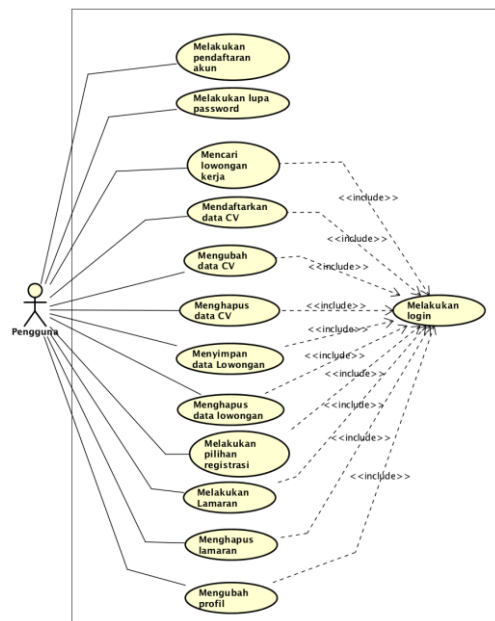 Melakukan
pendaftaran
akun
Melakukan lupa
password
Mencari
lowongan
kerja
<<include>>
Mendaftarkan
data CV
<<include>>
Mengubah
data CV
<<include>>
Pengguna
Menghapus
data CV
<<include>>
Melakukan
login
Menyimpan
data Lowongan
<<include>>
<<include>>
Menghapus
data lowongan
<<include>>
<<include>>
Melakukan
pilihan
registrasi
<<include>>
Melakukan
Lamaran
<<include>>
Menghapus
lamaran
Mengubah
profil